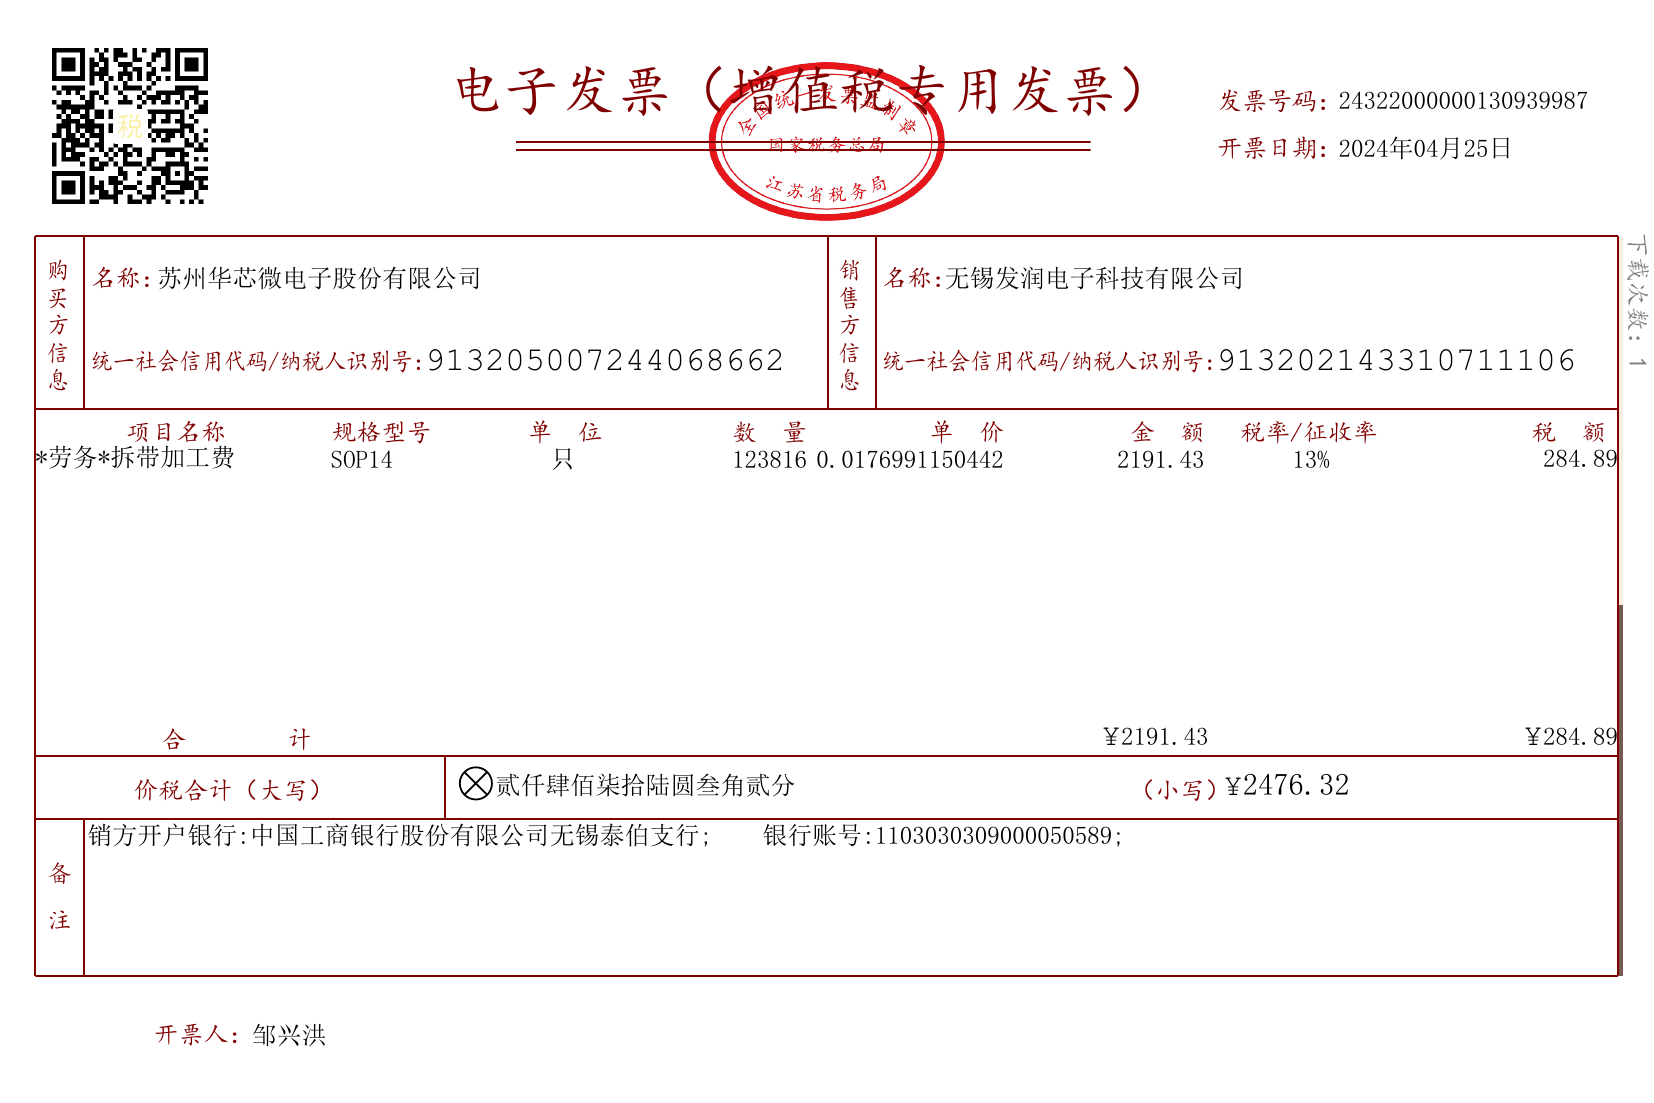 电子发票（增值税专用发票）
全国统一发票监制章
国家税务总局
江苏省税务局
税
发票号码：24322000000130939987
开票日期：2024年04月25日
下载次数：1
购买方信息
名称：苏州华芯微电子股份有限公司
统一社会信用代码/纳税人识别号：913205007244068662
销售方信息
名称：无锡发润电子科技有限公司
统一社会信用代码/纳税人识别号：913202143310711106
项目名称 规格型号 单位 数量 单价 金额 税率/征收率 税额
*劳务*拆带加工费 SOP14 只 123816 0.0176991150442 2191.43 13% 284.89
合计 ¥2191.43 ¥284.89
价税合计（大写） ⊗贰仟肆佰柒拾陆圆叁角贰分 （小写）¥2476.32
备注
销方开户银行:中国工商银行股份有限公司无锡泰伯支行; 银行账号:1103030309000050589;
开票人：邹兴洪